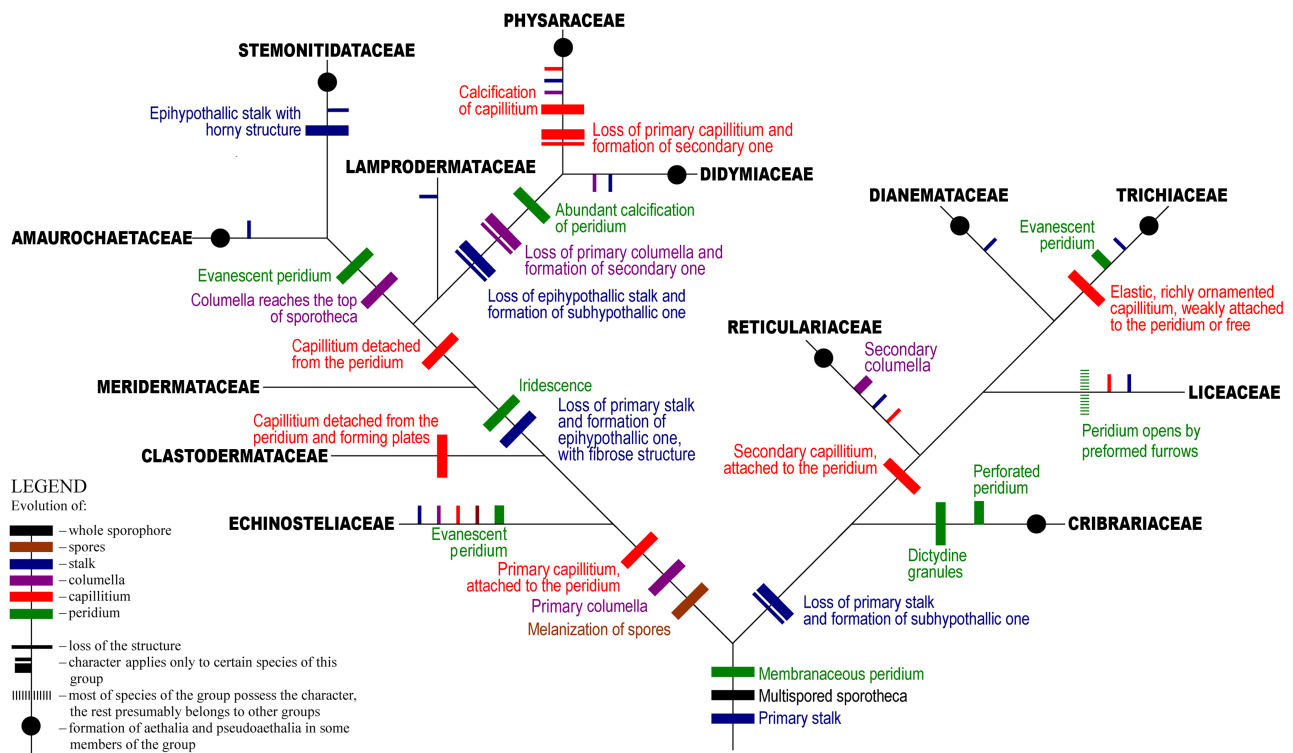 PHYSARACEAE
STEMONITIDATACEAE
Calcification
of capillitium
Epihypothallic stalk with
horny structure
Loss of primary capillitium and
formation of secondary one
LAMPRODERMATACEAE
DIDYMIACEAE
DIANEMATACEAE
TRICHIACEAE
Abundant calcification
of peridium
Evanescent
peridium
AMAUROCHAETACEAE
Loss of primary columella and
formation of secondary one
Evanescent peridium
Columella reaches the top
of sporotheca
Loss of epihypothallic stalk and
formation of subhypothallic one
Elastic, richly ornamented
capillitium, weakly attached
to the peridium or free
RETICULARIACEAE
Capillitium detached
from the peridium
Secondary
columella
MERIDERMATACEAE
Iridescence
LICEACEAE
Capillitium detached from the
peridium and forming plates
Loss of primary stalk
and formation of
epihypothallic one,
with fibrose structure
Peridium opens by
preformed furrows
CLASTODERMATACEAE
Secondary capillitium,
attached to the peridium
Perforated
peridium
ECHINOSTELIACEAE
CRIBRARIACEAE
Evanescent
peridium
Dictydine
granules
Primary capillitium,
attached to the peridium
Primary columella
Melanization of spores
Loss of primary stalk
and formation of subhypothallic one
Membranaceous peridium
Multispored sporotheca
Primary stalk
LEGEND
Evolution of:
– whole sporophore
– spores
– stalk
– columella
– capillitium
– peridium
– loss of the structure
– character applies only to certain species of this
group
– most of species of the group possess the character,
the rest presumably belongs to other groups
– formation of aethalia and pseudoaethalia in some
members of the group